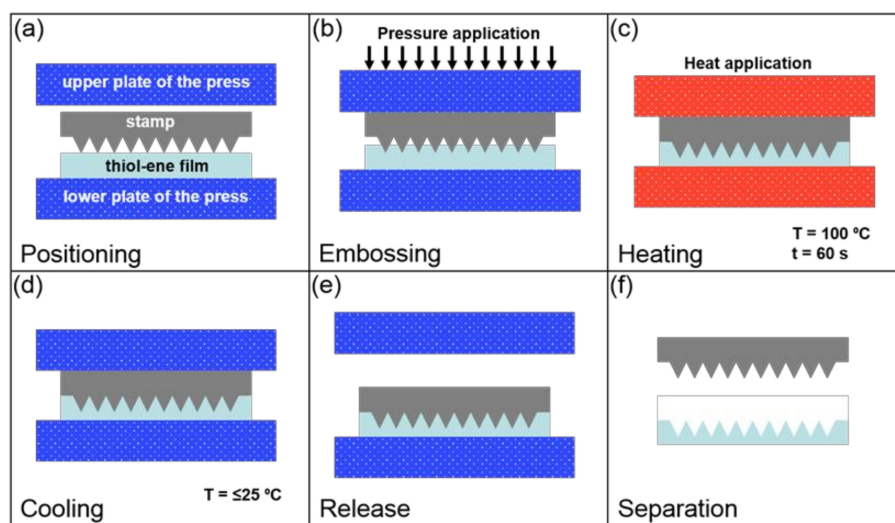 (a)
upper plate of the press
stamp
thiol-ene film
lower plate of the press
Positioning
(b)
Pressure application
Embossing
(c)
Heat application
T = 100 ºC
t = 60 s
Heating
(d)
T = ≤25 ºC
Cooling
(e)
Release
(f)
Separation